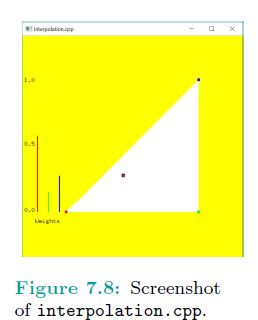 interpolation.cpp
1.0
0.5
0.0
Weights
Figure 7.8: Screenshot
of interpolation.cpp.